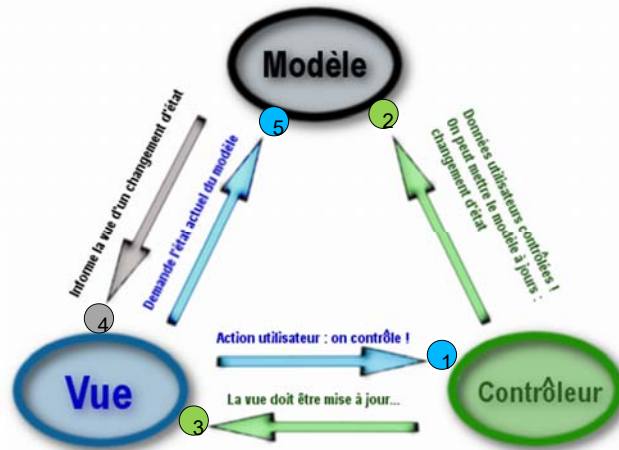 Modèle
5
2
Informe la vue d'un changement d'état
Demande l'état actuel du modèle
Données utilisateurs contrôlées !
On peut mettre le modèle à jours :
changement d'état
4
Action utilisateur : on contrôle !
1
Vue
Contrôleur
La vue doit être mise à jour...
3